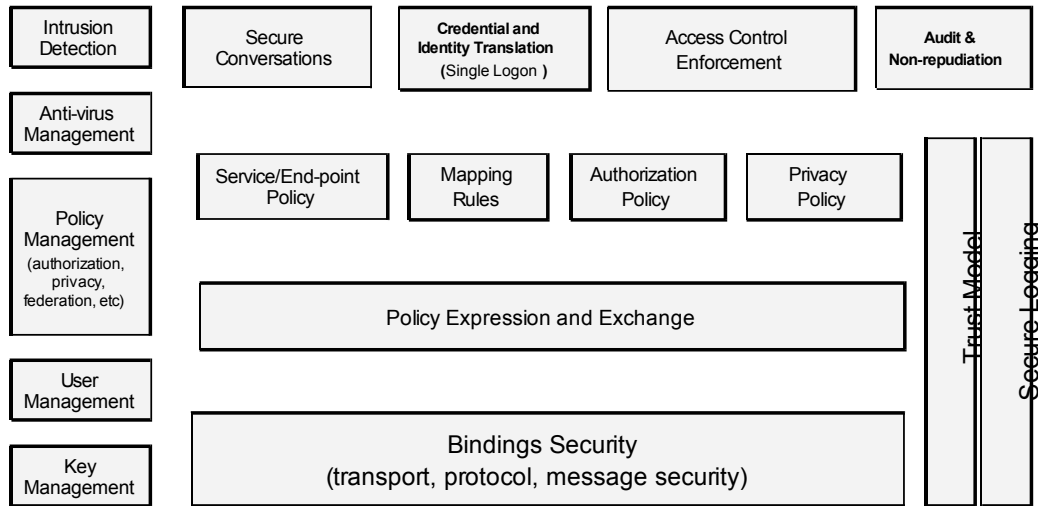 Intrusion
Detection
Secure
Conversations
Credential and
Identity Translation
(Single Logon )
Access Control
Enforcement
Audit &
Non-repudiation
Anti-virus
Management
Service/End-point
Policy
Mapping
Rules
Authorization
Policy
Privacy
Policy
Policy
Management
(authorization,
privacy,
federation, etc)
Policy Expression and Exchange
User
Management
Key
Management
Bindings Security
(transport, protocol, message security)
Trust Model
Secure Logging